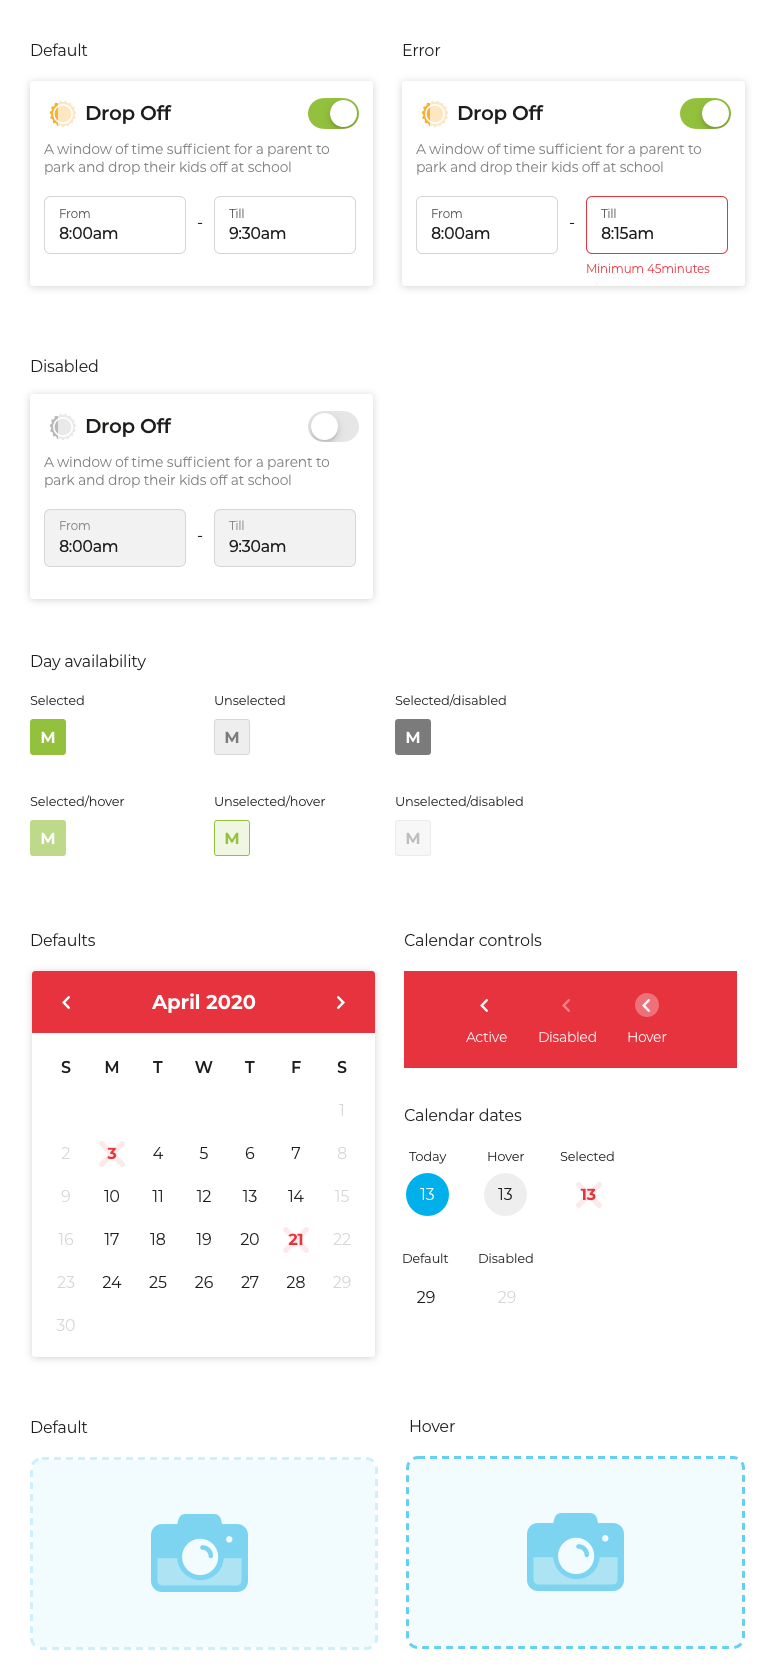 Default
Error
Drop Off
A window of time sufficient for a parent to
park and drop their kids off at school
From
8:00am
-
Till
9:30am
Drop Off
A window of time sufficient for a parent to
park and drop their kids off at school
From
8:00am
-
Till
8:15am
Minimum 45minutes
Disabled
Drop Off
A window of time sufficient for a parent to
park and drop their kids off at school
From
8:00am
-
Till
9:30am
Day availability
Selected
Unselected
Selected/disabled
M
M
M
Selected/hover
Unselected/hover
Unselected/disabled
M
M
M
Defaults
April 2020
S M T W T F S
1
2 3 4 5 6 7 8
9 10 11 12 13 14 15
16 17 18 19 20 21 22
23 24 25 26 27 28 29
30
Calendar controls
Active Disabled Hover
Calendar dates
Today Hover Selected
13 13 13
Default Disabled
29 29
Default
Hover